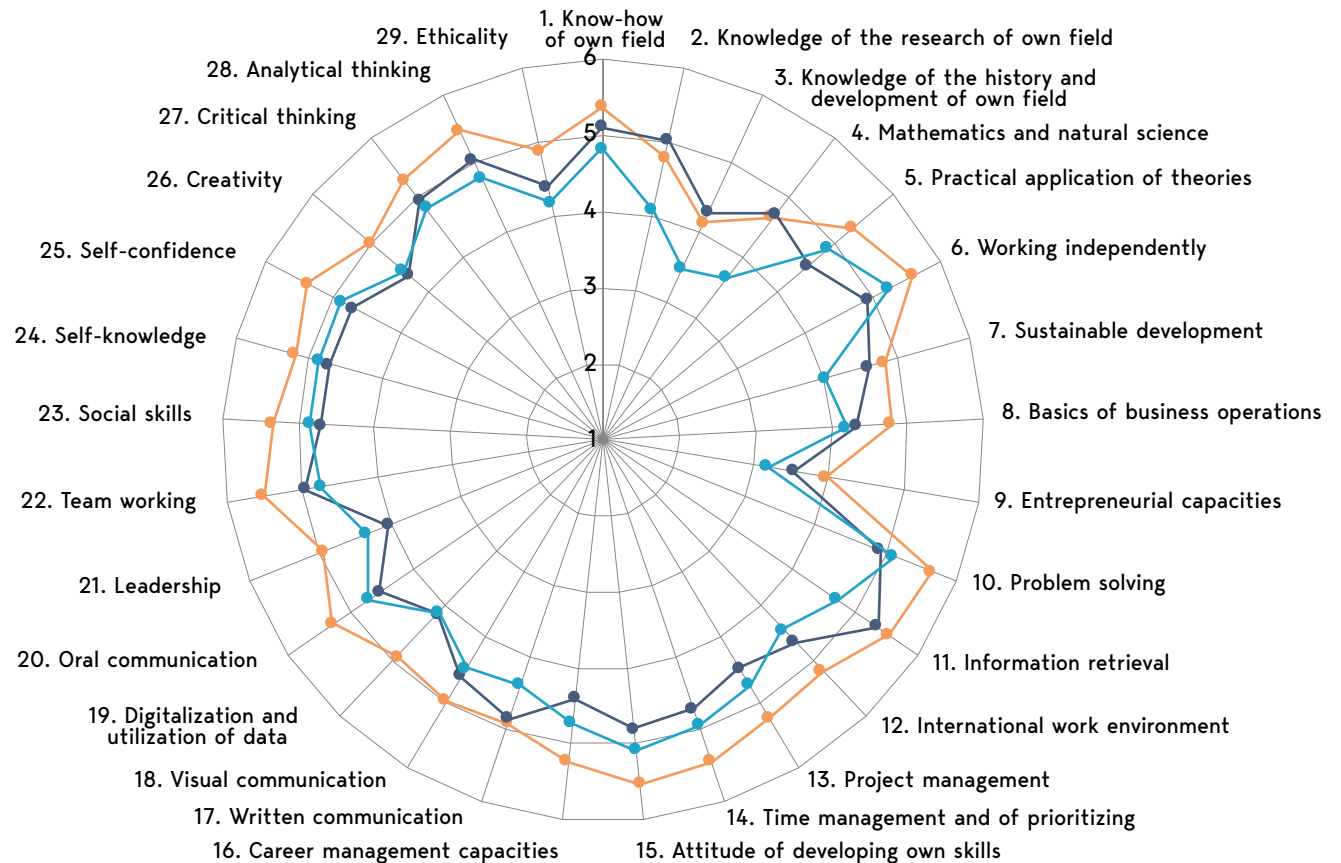 1. Know-how
of own field
2. Knowledge of the research of own field
3. Knowledge of the history and
development of own field
4. Mathematics and natural science
5. Practical application of theories
6. Working independently
7. Sustainable development
8. Basics of business operations
9. Entrepreneurial capacities
10. Problem solving
11. Information retrieval
12. International work environment
13. Project management
14. Time management and of prioritizing
15. Attitude of developing own skills
16. Career management capacities
17. Written communication
18. Visual communication
19. Digitalization and
utilization of data
20. Oral communication
21. Leadership
22. Team working
23. Social skills
24. Self-knowledge
25. Self-confidence
26. Creativity
27. Critical thinking
28. Analytical thinking
29. Ethicality
6
5
4
3
2
1